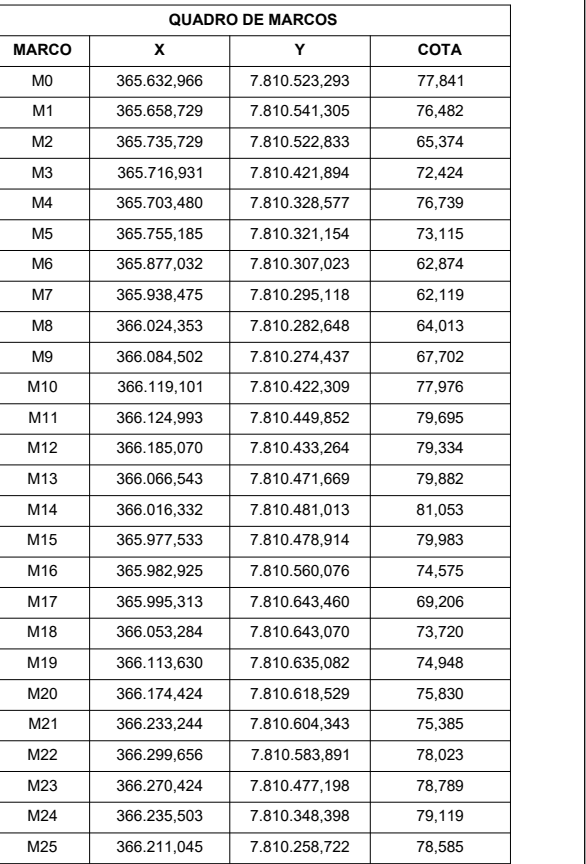 QUADRO DE MARCOS
MARCO X Y COTA
M0 365.632,966 7.810.523,293 77,841
M1 365.658,729 7.810.541,305 76,482
M2 365.735,729 7.810.522,833 65,374
M3 365.716,931 7.810.421,894 72,424
M4 365.703,480 7.810.328,577 76,739
M5 365.755,185 7.810.321,154 73,115
M6 365.877,032 7.810.307,023 62,874
M7 365.938,475 7.810.295,118 62,119
M8 366.024,353 7.810.282,648 64,013
M9 366.084,502 7.810.274,437 67,702
M10 366.119,101 7.810.422,309 77,976
M11 366.124,993 7.810.449,852 79,695
M12 366.185,070 7.810.433,264 79,334
M13 366.066,543 7.810.471,669 79,882
M14 366.016,332 7.810.481,013 81,053
M15 365.977,533 7.810.478,914 79,983
M16 365.982,925 7.810.560,076 74,575
M17 365.995,313 7.810.643,460 69,206
M18 366.053,284 7.810.643,070 73,720
M19 366.113,630 7.810.635,082 74,948
M20 366.174,424 7.810.618,529 75,830
M21 366.233,244 7.810.604,343 75,385
M22 366.299,656 7.810.583,891 78,023
M23 366.270,424 7.810.477,198 78,789
M24 366.235,503 7.810.348,398 79,119
M25 366.211,045 7.810.258,722 78,585